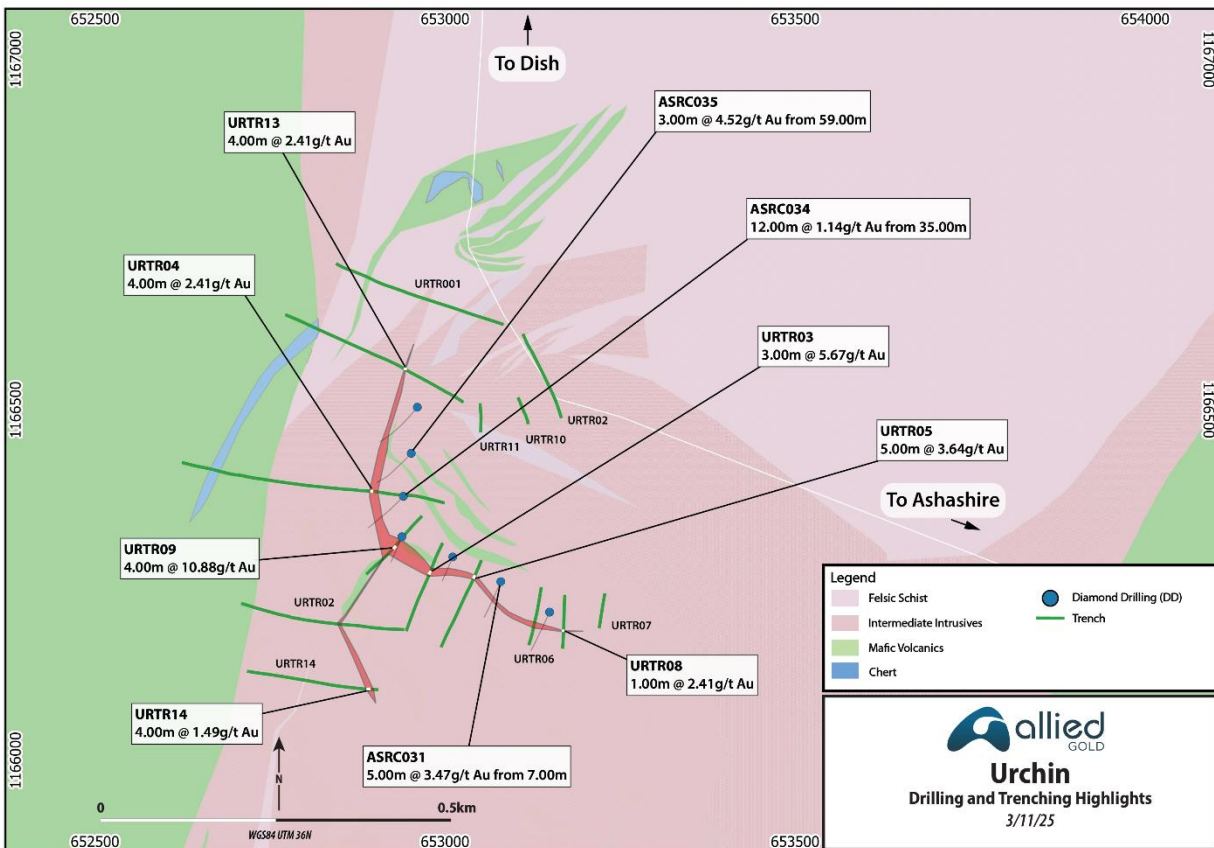 652500
653000
653500
654000
1167000
1167000
To Dish
URTR13
4.00m @ 2.41g/t Au
ASRC035
3.00m @ 4.52g/t Au from 59.00m
ASRC034
12.00m @ 1.14g/t Au from 35.00m
URTR04
4.00m @ 2.41g/t Au
URTR001
URTR03
3.00m @ 5.67g/t Au
1166500
1166500
URTR02
URTR10
URTR11
URTR05
5.00m @ 3.64g/t Au
To Ashashire
URTR09
4.00m @ 10.88g/t Au
URTR02
URTR07
URTR06
URTR14
URTR08
1.00m @ 2.41g/t Au
URTR14
4.00m @ 1.49g/t Au
ASRC031
5.00m @ 3.47g/t Au from 7.00m
1166000
N
0
0.5km
WGS84 UTM 36N
652500
653000
653500
Legend
Felsic Schist
Intermediate Intrusives
Mafic Volcanics
Chert
Diamond Drilling (DD)
Trench
allied
GOLD
Urchin
Drilling and Trenching Highlights
3/11/25